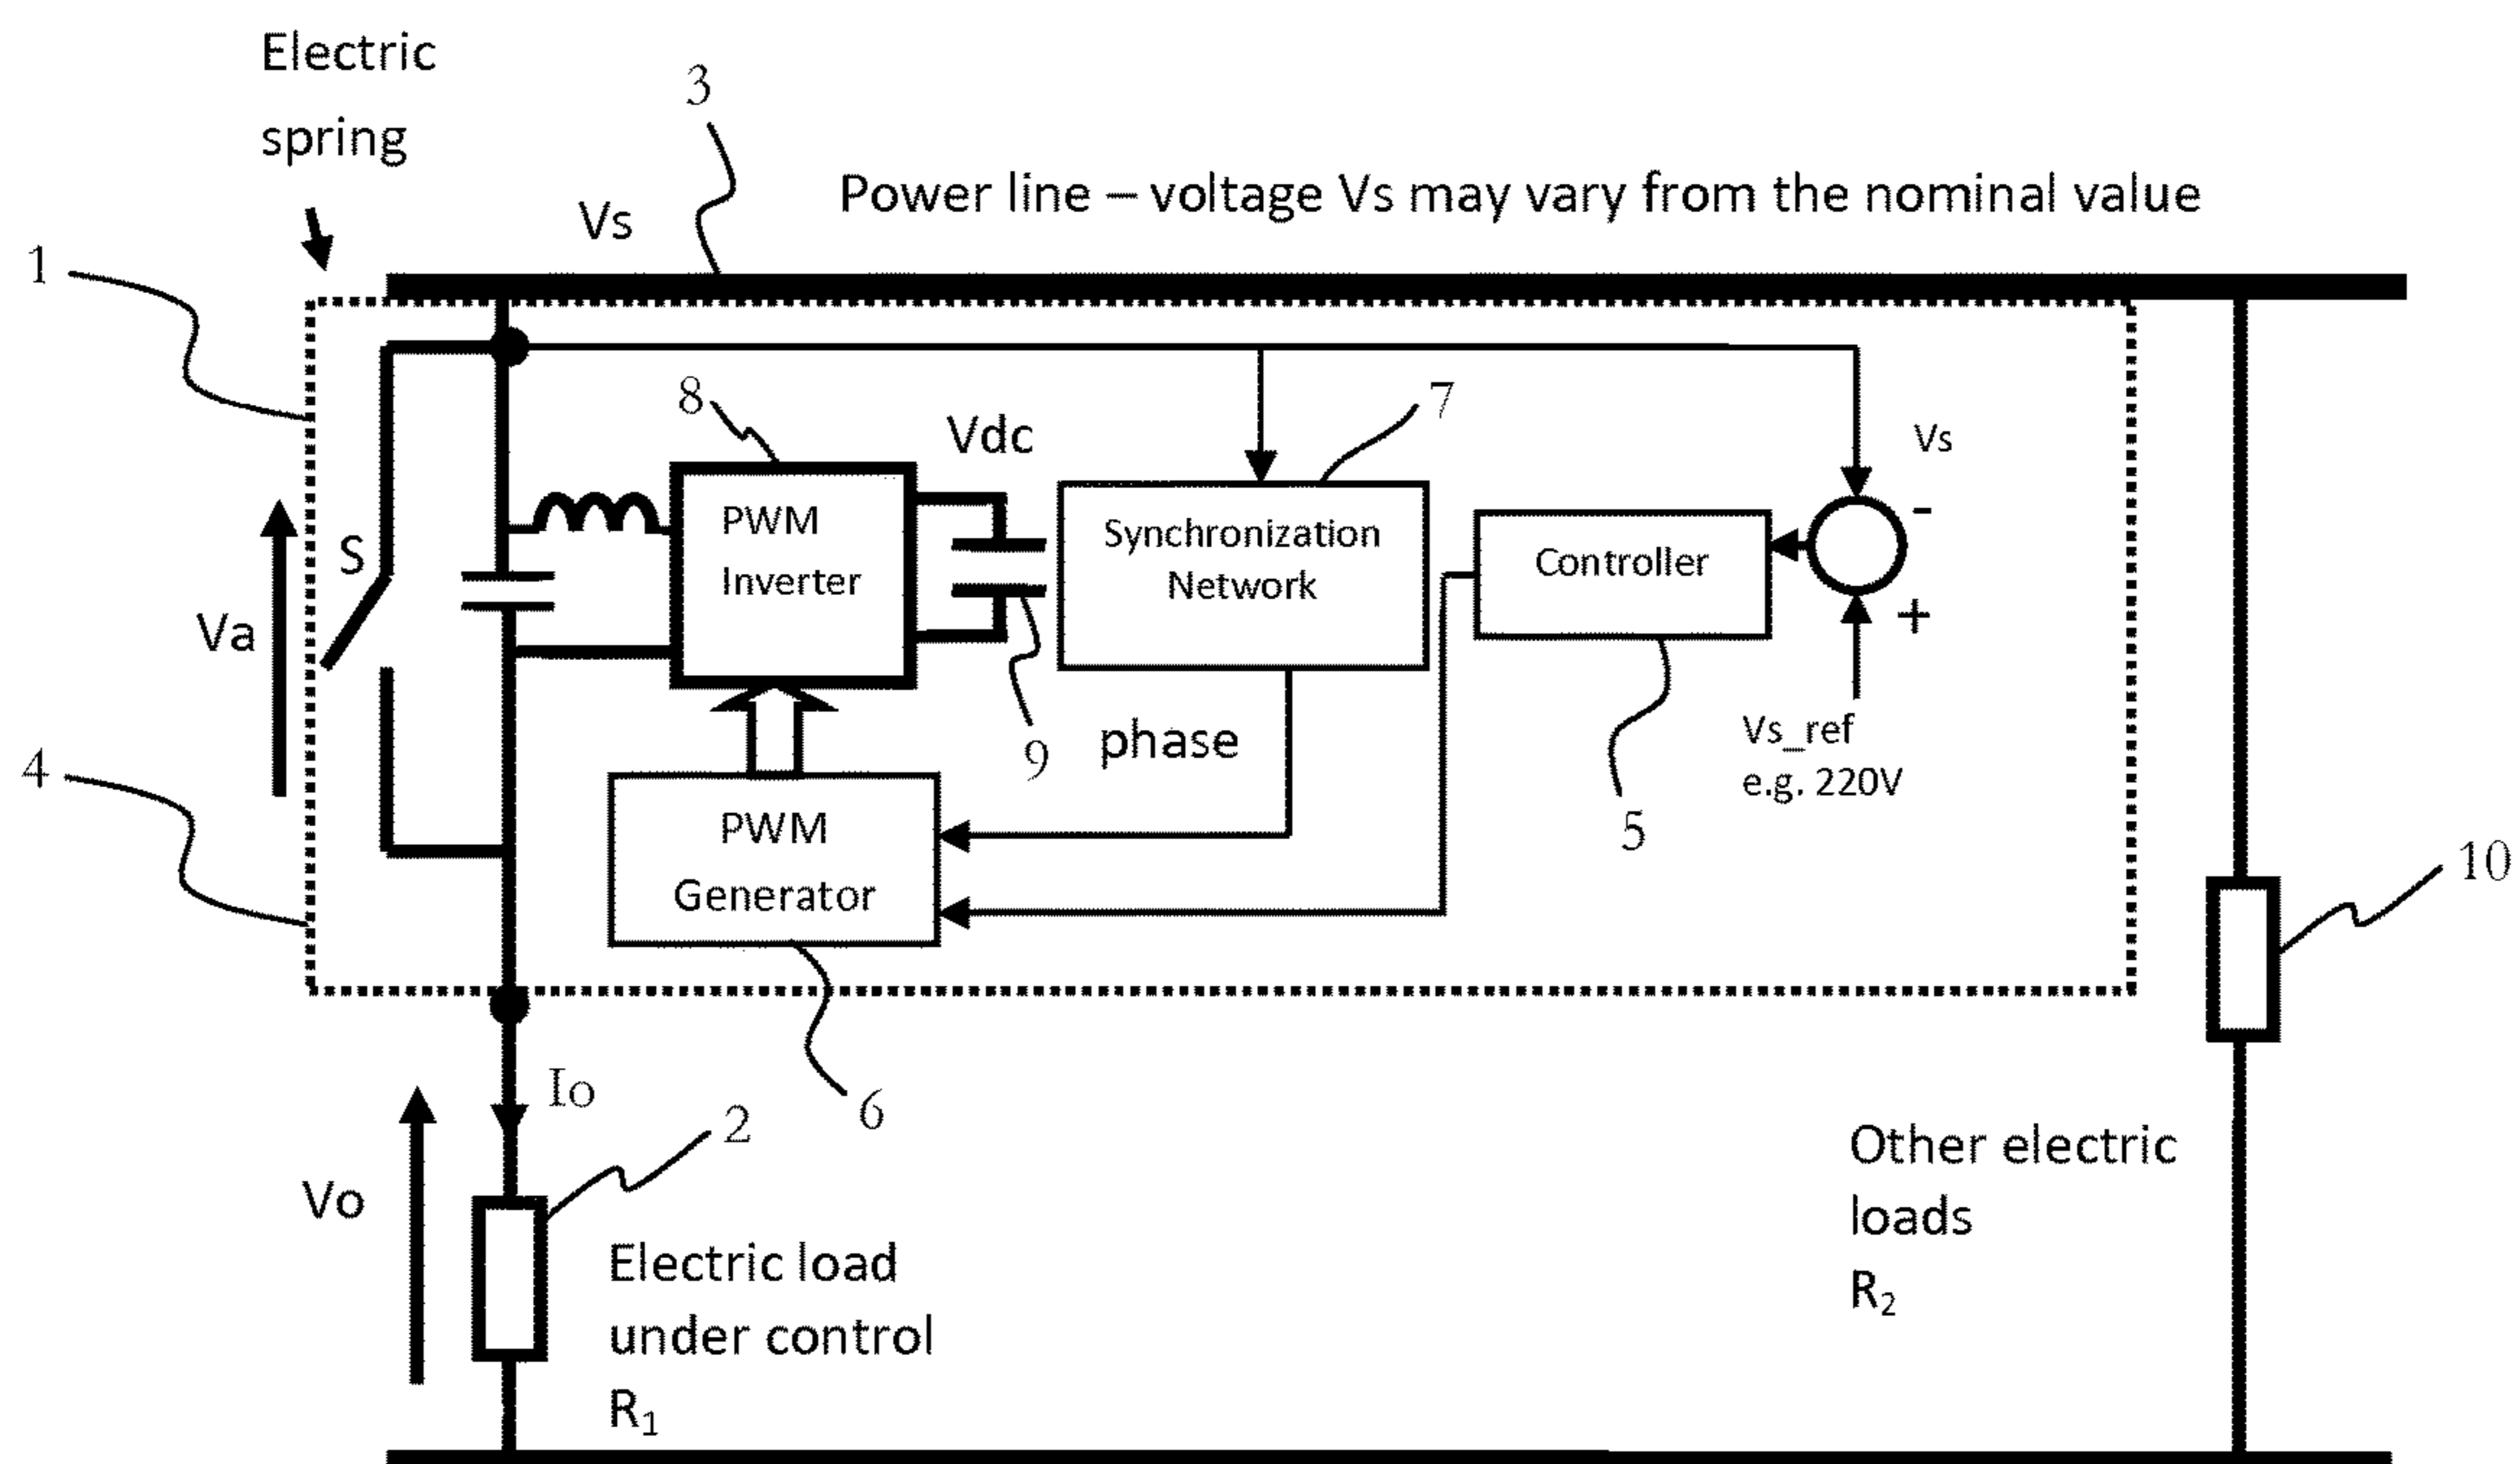 Electric
spring
3
Vs
Power line – voltage Vs may vary from the nominal value
1
8
Vdc
7
Vs
-
S
PWM
Inverter
Synchronization
Network
Controller
+
Va
4
9
phase
Vs_ref
e.g. 220V
5
PWM
Generator
10
Io
2
6
Vo
Electric load
under control
R1
Other electric
loads
R2